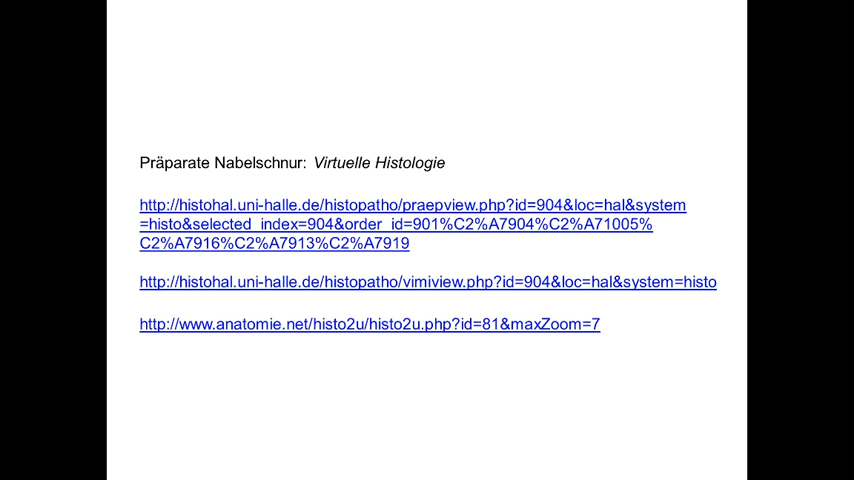 Präparate Nabelschnur: Virtuelle Histologie
http://histohal.uni-halle.de/histopatho/praepview.php?id=904&loc=hal&system
=histo&selected_index=904&order_id=901%C2%A7904%C2%A71005%
C2%A7916%C2%A7913%C2%A7919
http://histohal.uni-halle.de/histopatho/vimiview.php?id=904&loc=hal&system=histo
http://www.anatomie.net/histo2u/histo2u.php?id=81&maxZoom=7